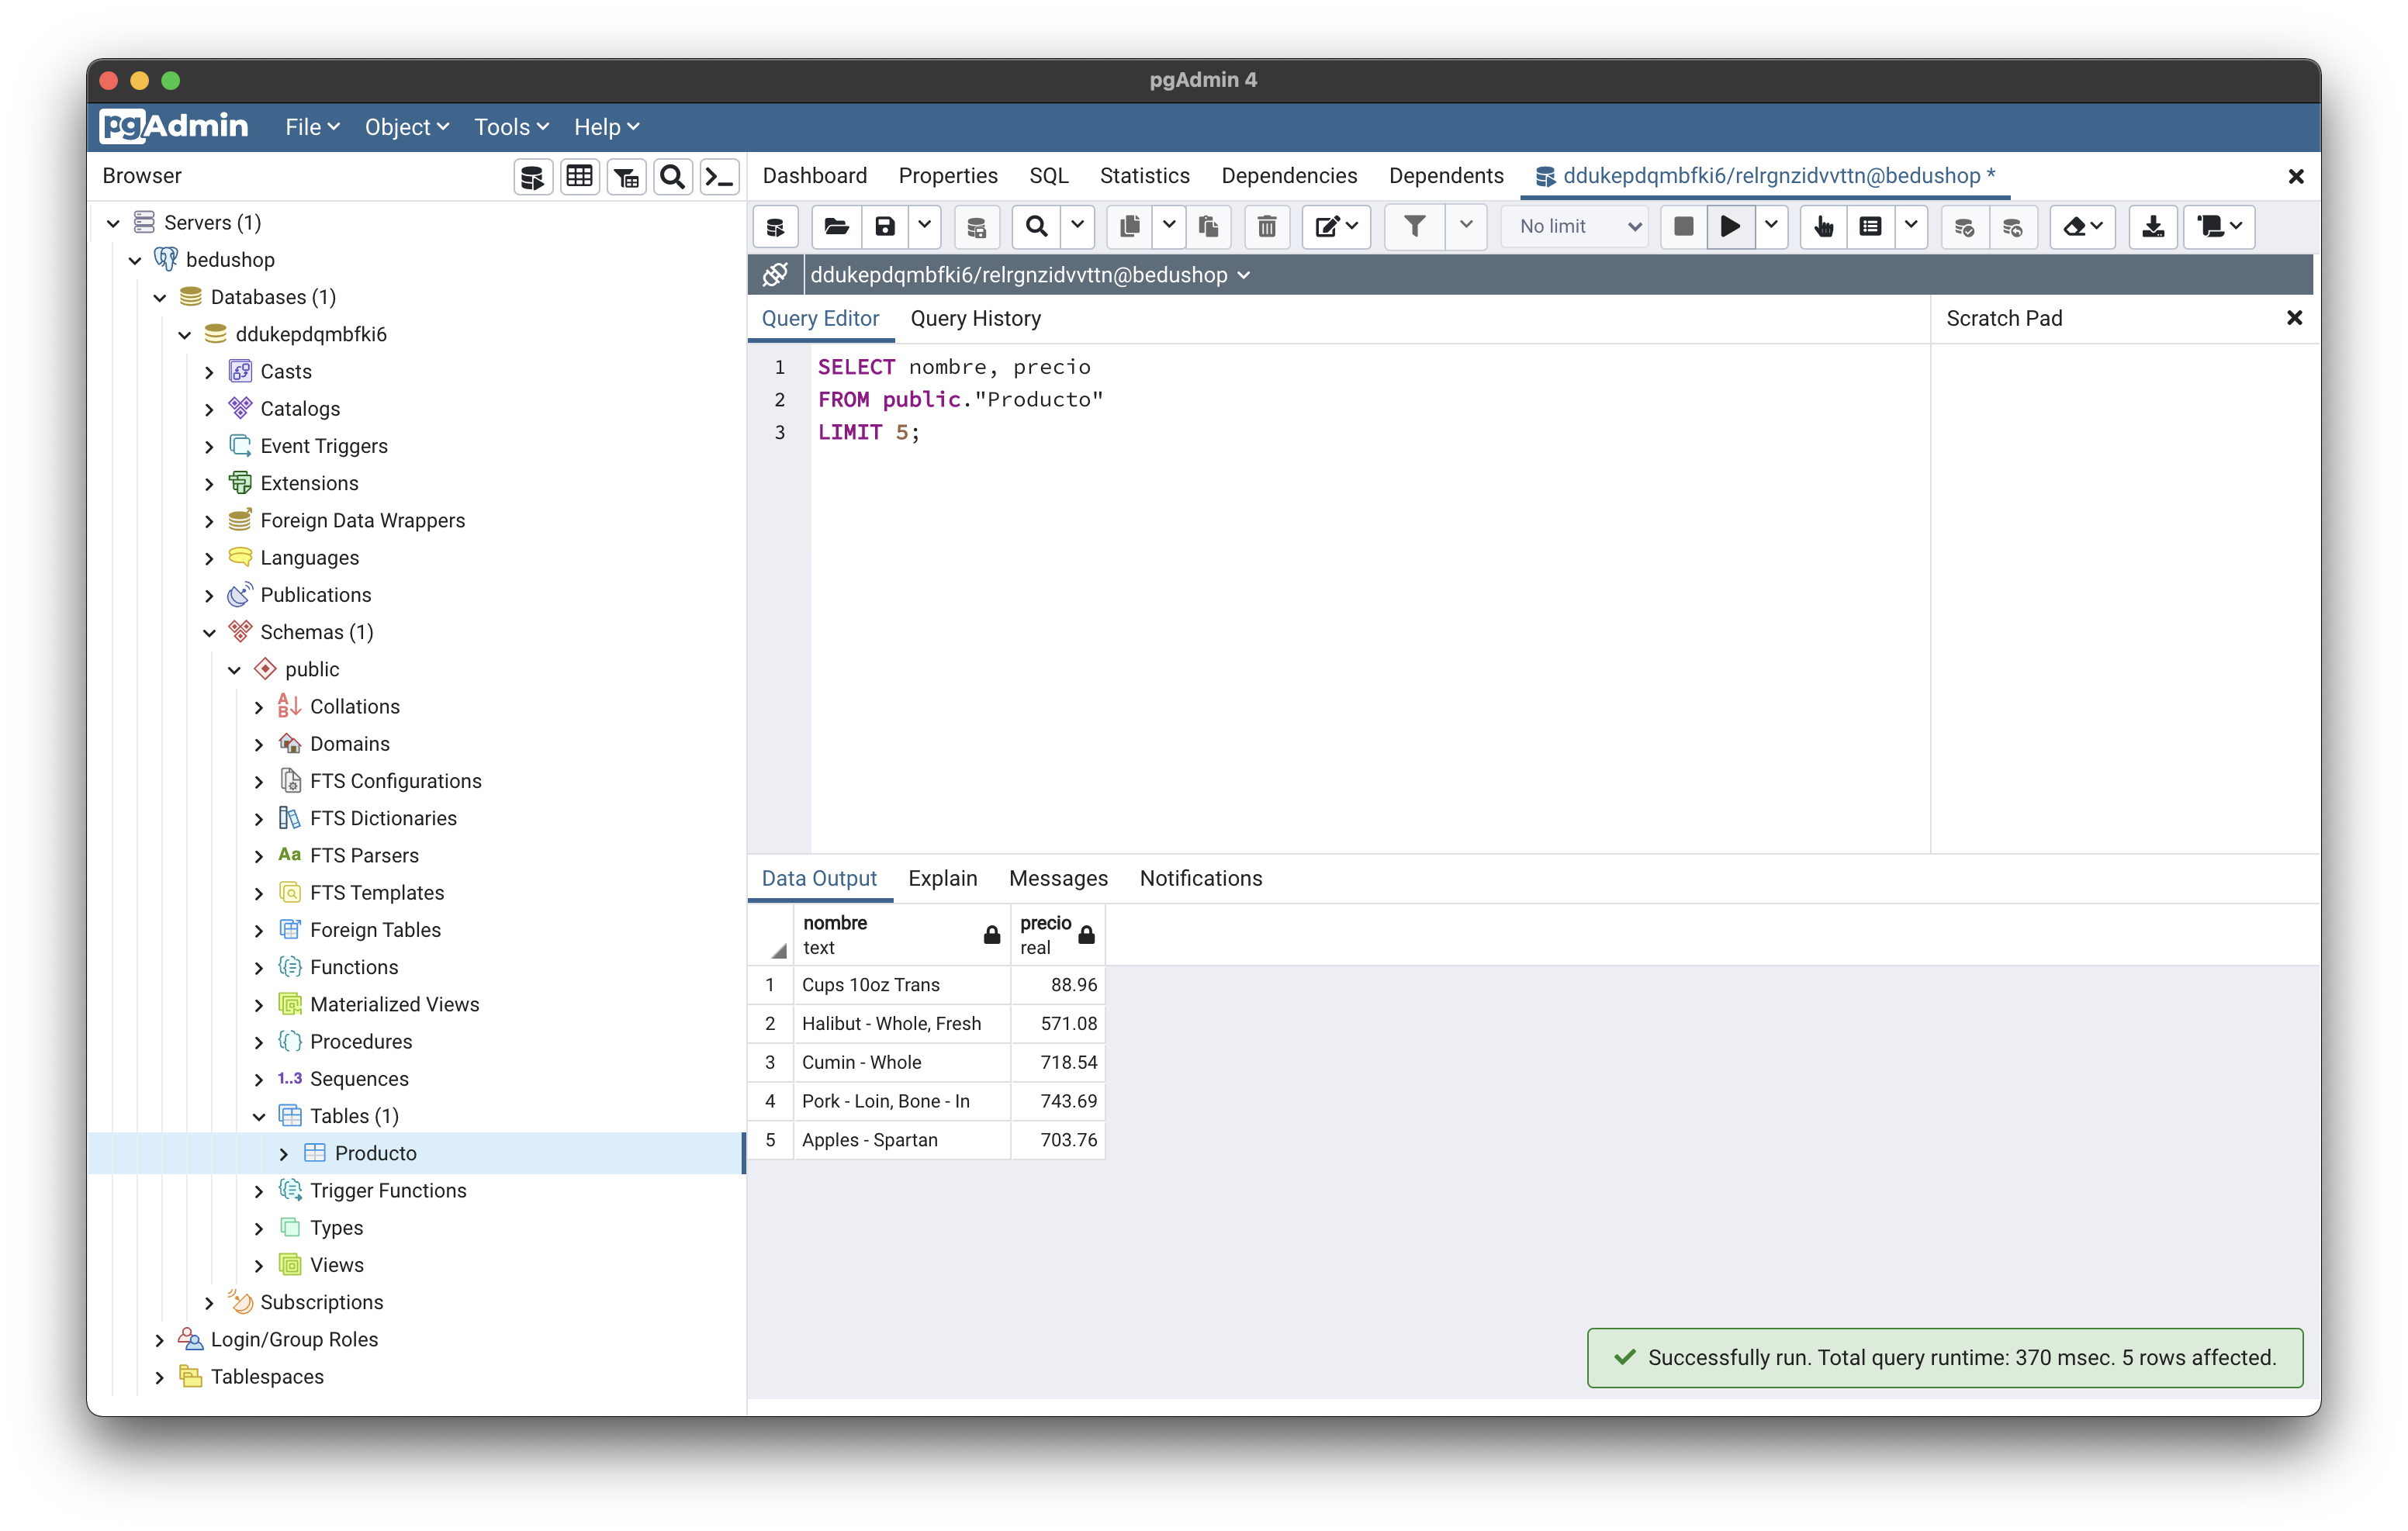 pgAdmin 4
pgAdmin File Object Tools Help
Browser
Dashboard Properties SQL Statistics Dependencies Dependents ddukepdqmbfki6/relrgnzidvvttn@bedushop *
No limit
ddukepdqmbfki6/relrgnzidvvttn@bedushop
Servers (1)
bedushop
Databases (1)
ddukepdqmbfki6
Casts
Catalogs
Event Triggers
Extensions
Foreign Data Wrappers
Languages
Publications
Schemas (1)
public
Collations
Domains
FTS Configurations
FTS Dictionaries
Aa FTS Parsers
FTS Templates
Foreign Tables
Functions
Materialized Views
Procedures
1..3 Sequences
Tables (1)
Producto
Trigger Functions
Types
Views
Subscriptions
Login/Group Roles
Tablespaces
Query Editor Query History
Scratch Pad
1 SELECT nombre, precio
2 FROM public."Producto"
3 LIMIT 5;
Data Output Explain Messages Notifications
nombre precio
text real
1 Cups 10oz Trans 88.96
2 Halibut - Whole, Fresh 571.08
3 Cumin - Whole 718.54
4 Pork - Loin, Bone - In 743.69
5 Apples - Spartan 703.76
Successfully run. Total query runtime: 370 msec. 5 rows affected.